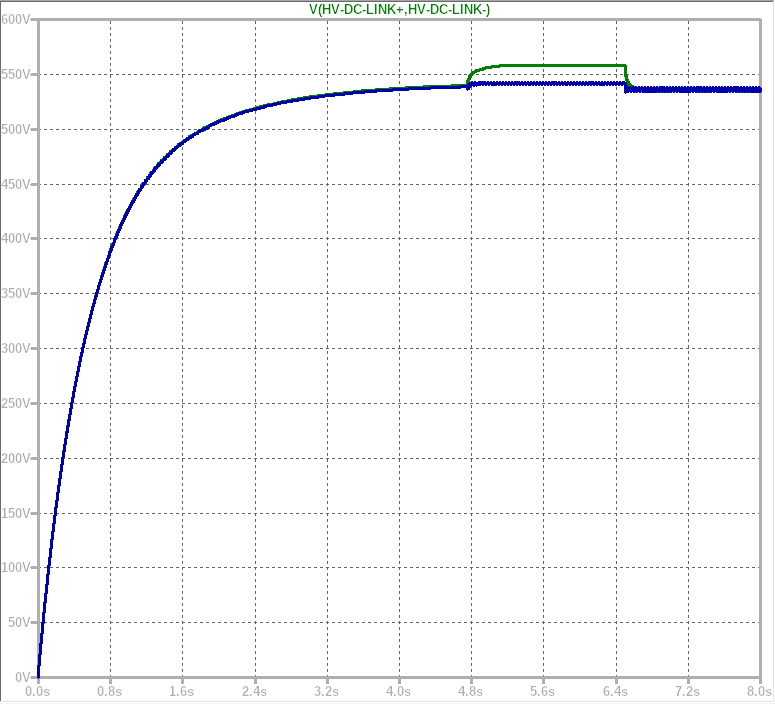 V(HV-DC-LINK+,HV-DC-LINK-)
600V
550V
500V
450V
400V
350V
300V
250V
200V
150V
100V
50V
0V
0.0s 0.8s 1.6s 2.4s 3.2s 4.0s 4.8s 5.6s 6.4s 7.2s 8.0s